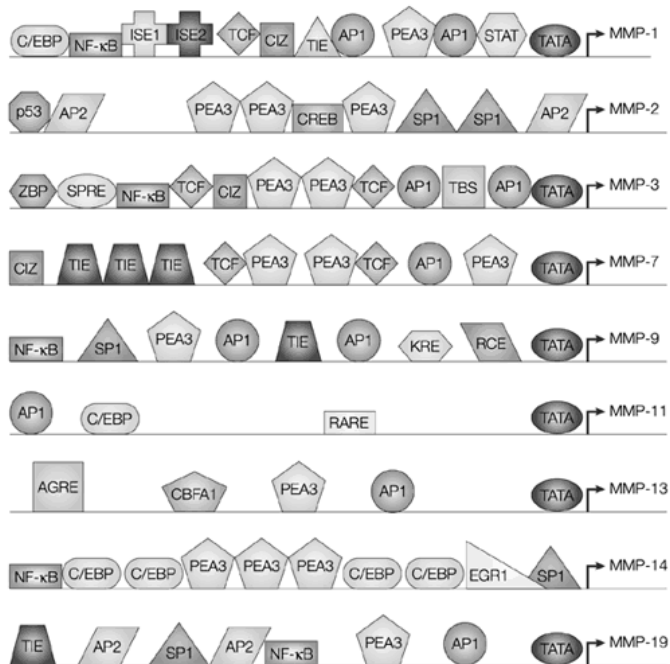 C/EBP NF-κB ISE1 ISE2 TCF CIZ TIE AP1 PEA3 AP1 STAT TATA MMP-1
p53 AP2 PEA3 PEA3 CREB PEA3 SP1 SP1 AP2 MMP-2
ZBP SPRE NF-κB TCF CIZ PEA3 PEA3 TCF AP1 TBS AP1 TATA MMP-3
CIZ TIE TIE TIE TCF PEA3 PEA3 TCF AP1 PEA3 TATA MMP-7
NF-κB SP1 PEA3 AP1 TIE AP1 KRE RCE TATA MMP-9
AP1 C/EBP RARE TATA MMP-11
AGRE CBFA1 PEA3 AP1 TATA MMP-13
NF-κB C/EBP C/EBP PEA3 PEA3 PEA3 C/EBP C/EBP EGR1 SP1 MMP-14
TIE AP2 SP1 AP2 NF-κB PEA3 AP1 TATA MMP-19